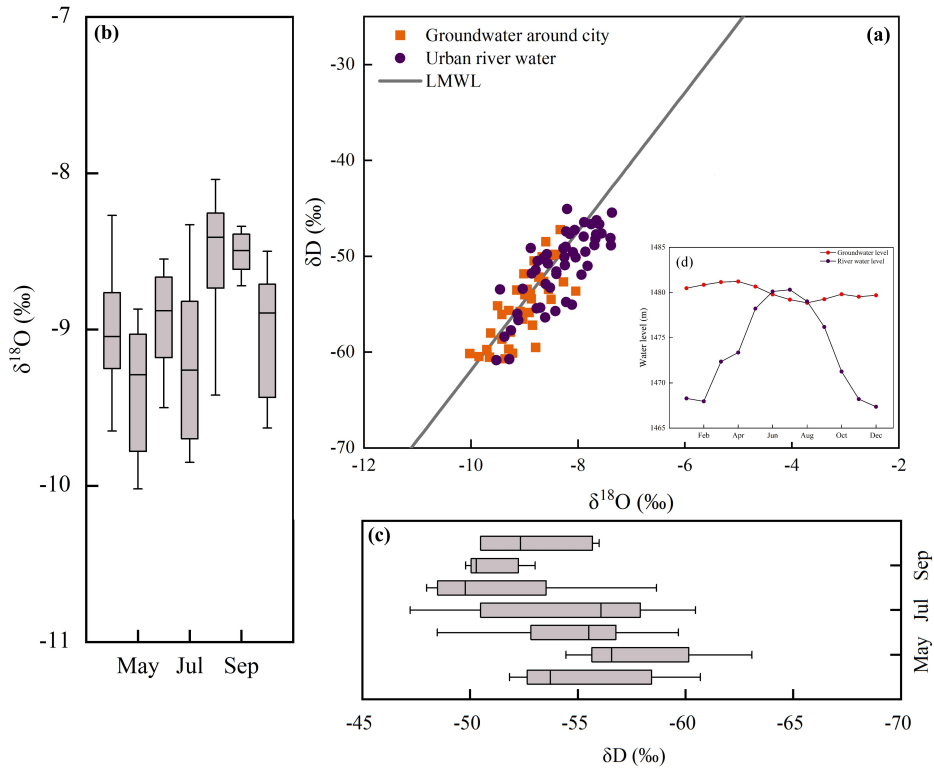 (b)
-7
-8
-9
-10
-11
δ18O (‰)
May Jul Sep
(a)
Groundwater around city
Urban river water
LMWL
-30
-40
-50
-60
-70
δD (‰)
-12 -10 -8 -6 -4 -2
δ18O (‰)
(d)
Groundwater level
River water level
1485
1480
1475
1470
1465
Water level (m)
Feb Apr Jun Aug Oct Dec
(c)
Sep
Jul
May
-45 -50 -55 -60 -65 -70
δD (‰)